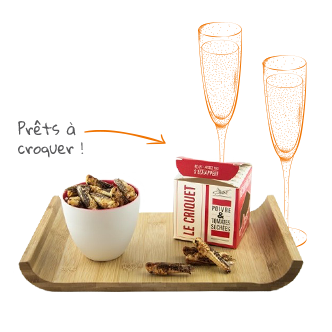 Prêts à
croquer !
LE CRIQUET
POIVRE
&
TOMATES
SÉCHÉES